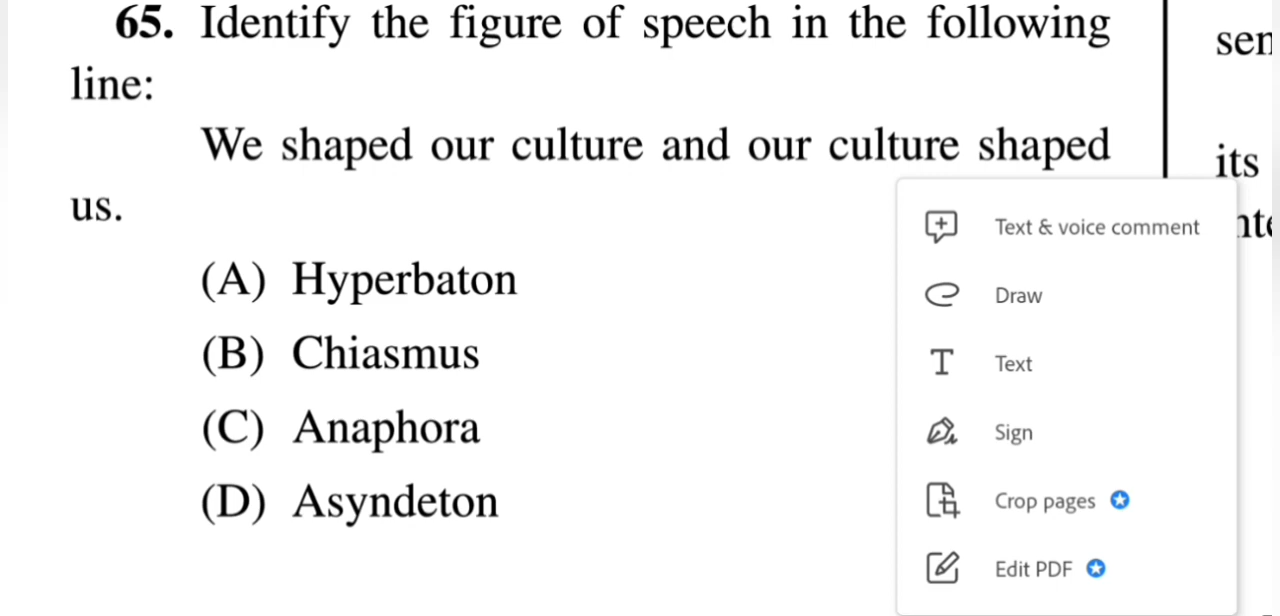 65. Identify the figure of speech in the following
line:
We shaped our culture and our culture shaped
us.
(A) Hyperbaton
(B) Chiasmus
(C) Anaphora
(D) Asyndeton
its
Text & voice comment
Draw
Text
Sign
Crop pages
Edit PDF